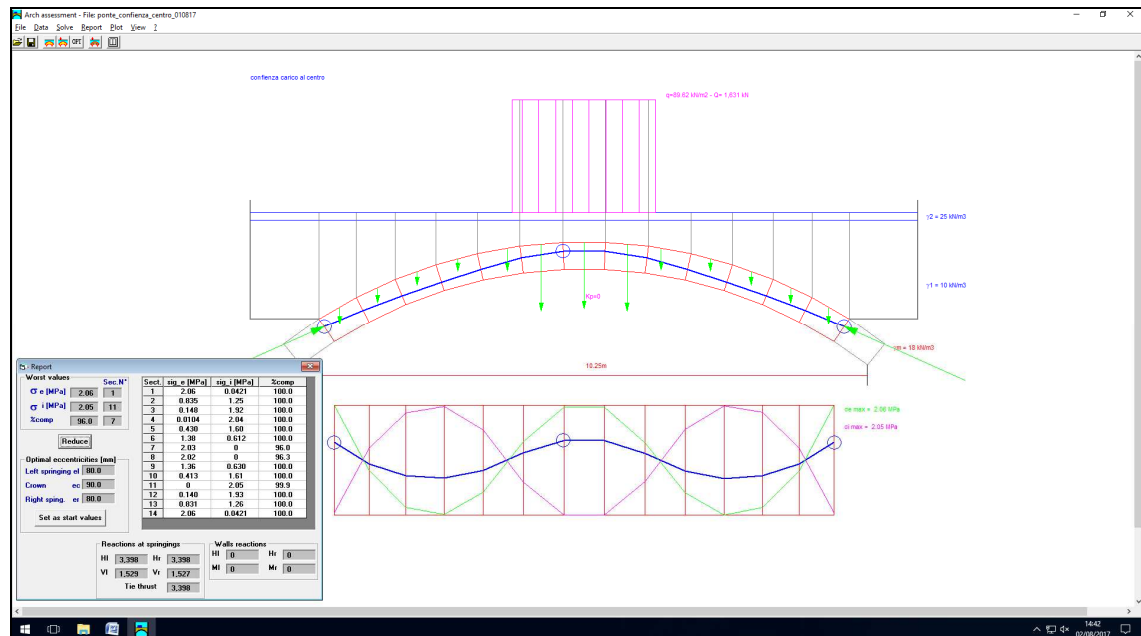 Arch assessment - File: ponte_confienza_centro_010817
File Data Solve Report Plot View ?
OPT
confienza carico al centro
q=89.62 kN/m2 - Q= 1,631 kN
γ2 = 25 kN/m3
γ1 = 10 kN/m3
Kp=0
γm = 18 kN/m3
10.25m
σe max = 2.06 MPa
σi max = 2.05 MPa
Report
Worst values
Sec.N°
σ e [MPa] 2.06 1
σ i [MPa] 2.05 11
%comp 96.0 7
Reduce
Optimal eccenticities [mm]
Left springing el 80.0
Crown ec 90.0
Right sping. er 80.0
Set as start values
Sect. sig_e [MPa] sig_i [MPa] %comp
1 2.06 0.0421 100.0
2 0.835 1.25 100.0
3 0.148 1.92 100.0
4 0.0104 2.04 100.0
5 0.430 1.60 100.0
6 1.38 0.612 100.0
7 2.03 0 96.0
8 2.02 0 96.3
9 1.36 0.630 100.0
10 0.413 1.61 100.0
11 0 2.05 99.9
12 0.140 1.93 100.0
13 0.831 1.26 100.0
14 2.06 0.0421 100.0
Reactions at springings
Hl 3,398 Hr 3,398
Vl 1,529 Vr 1,527
Tie thrust 3,398
Walls reactions
Hl 0 Hr 0
Ml 0 Mr 0
14:42
02/08/2017